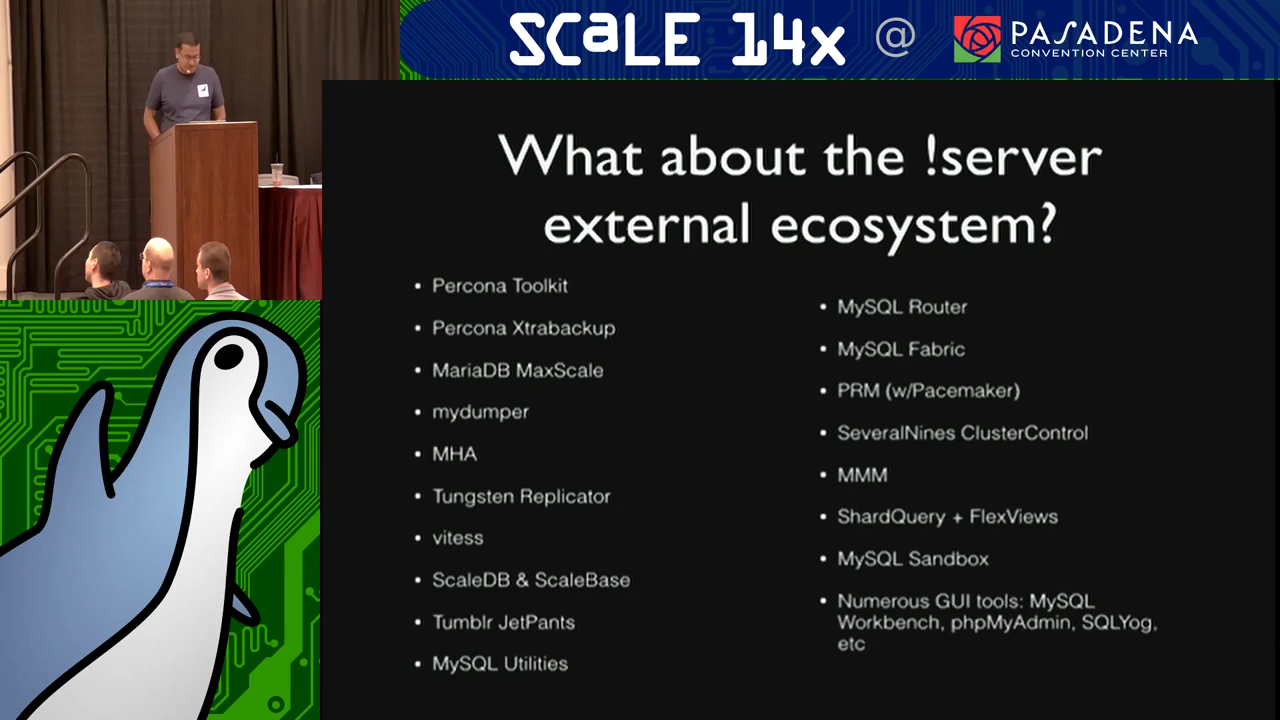 SCaLE 14x @ PASADENA
CONVENTION CENTER
What about the !server
external ecosystem?
• Percona Toolkit
• Percona Xtrabackup
• MariaDB MaxScale
• mydumper
• MHA
• Tungsten Replicator
• vitess
• ScaleDB & ScaleBase
• Tumblr JetPants
• MySQL Utilities
• MySQL Router
• MySQL Fabric
• PRM (w/Pacemaker)
• SeveralNines ClusterControl
• MMM
• ShardQuery + FlexViews
• MySQL Sandbox
• Numerous GUI tools: MySQL
Workbench, phpMyAdmin, SQLYog,
etc